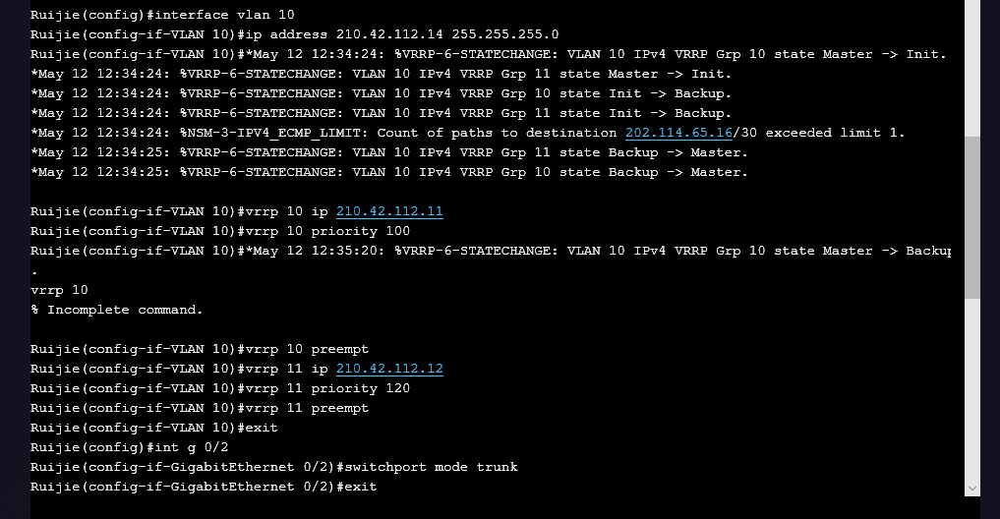 Ruijie(config)#interface vlan 10
Ruijie(config-if-VLAN 10)#ip address 210.42.112.14 255.255.255.0
Ruijie(config-if-VLAN 10)#*May 12 12:34:24: %VRRP-6-STATECHANGE: VLAN 10 IPv4 VRRP Grp 10 state Master -> Init.
*May 12 12:34:24: %VRRP-6-STATECHANGE: VLAN 10 IPv4 VRRP Grp 11 state Master -> Init.
*May 12 12:34:24: %VRRP-6-STATECHANGE: VLAN 10 IPv4 VRRP Grp 10 state Init -> Backup.
*May 12 12:34:24: %VRRP-6-STATECHANGE: VLAN 10 IPv4 VRRP Grp 11 state Init -> Backup.
*May 12 12:34:24: %NSM-3-IPV4_ECMP_LIMIT: Count of paths to destination 202.114.65.16/30 exceeded limit 1.
*May 12 12:34:25: %VRRP-6-STATECHANGE: VLAN 10 IPv4 VRRP Grp 11 state Backup -> Master.
*May 12 12:34:25: %VRRP-6-STATECHANGE: VLAN 10 IPv4 VRRP Grp 10 state Backup -> Master.
Ruijie(config-if-VLAN 10)#vrrp 10 ip 210.42.112.11
Ruijie(config-if-VLAN 10)#vrrp 10 priority 100
Ruijie(config-if-VLAN 10)#*May 12 12:35:20: %VRRP-6-STATECHANGE: VLAN 10 IPv4 VRRP Grp 10 state Master -> Backup
.
vrrp 10
% Incomplete command.
Ruijie(config-if-VLAN 10)#vrrp 10 preempt
Ruijie(config-if-VLAN 10)#vrrp 11 ip 210.42.112.12
Ruijie(config-if-VLAN 10)#vrrp 11 priority 120
Ruijie(config-if-VLAN 10)#vrrp 11 preempt
Ruijie(config-if-VLAN 10)#exit
Ruijie(config)#int g 0/2
Ruijie(config-if-GigabitEthernet 0/2)#switchport mode trunk
Ruijie(config-if-GigabitEthernet 0/2)#exit